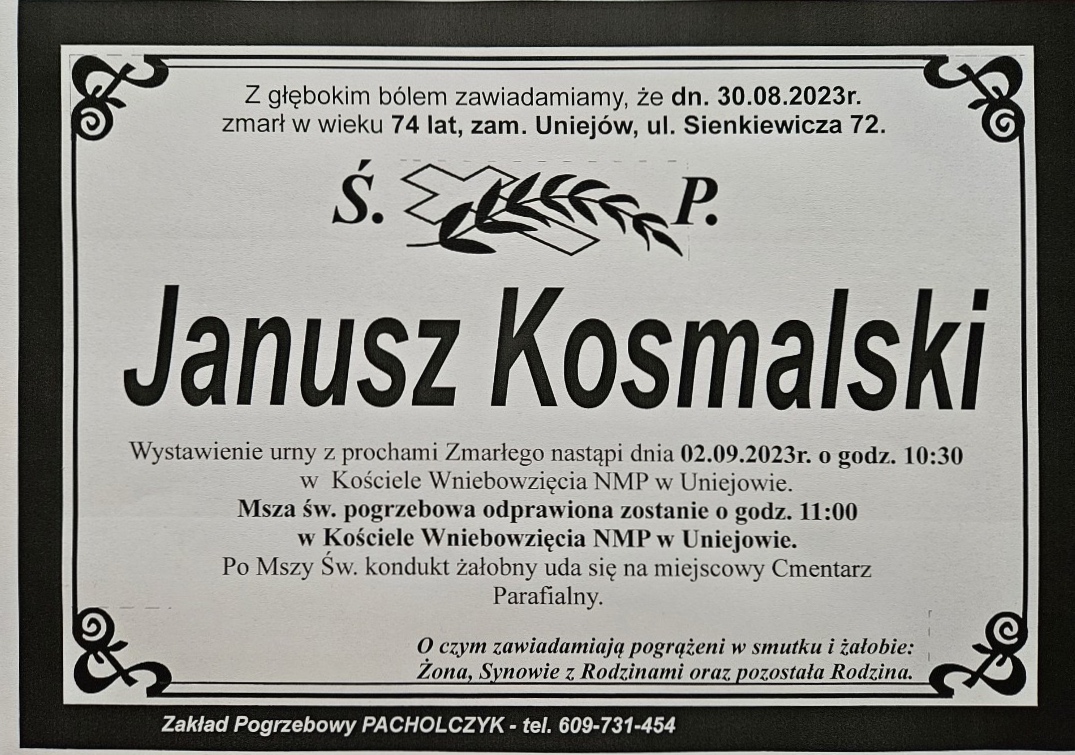 Z głębokim bólem zawiadamiamy, że dn. 30.08.2023r.
zmarł w wieku 74 lat, zam. Uniejów, ul. Sienkiewicza 72.
Ś. P.
Janusz Kosmalski
Wystawienie urny z prochami Zmarłego nastąpi dnia 02.09.2023r. o godz. 10:30
w Kościele Wniebowzięcia NMP w Uniejowie.
Msza św. pogrzebowa odprawiona zostanie o godz. 11:00
w Kościele Wniebowzięcia NMP w Uniejowie.
Po Mszy Św. kondukt żałobny uda się na miejscowy Cmentarz
Parafialny.
O czym zawiadamiają pogrążeni w smutku i żałobie:
Żona, Synowie z Rodzinami oraz pozostała Rodzina.
Zakład Pogrzebowy PACHOLCZYK - tel. 609-731-454